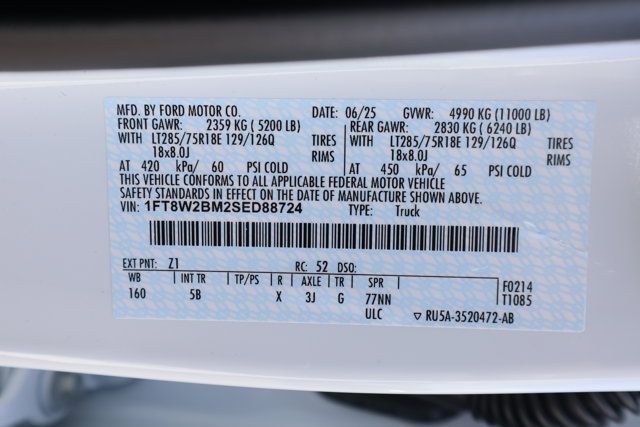 MFD. BY FORD MOTOR CO. DATE: 06/25 GVWR: 4990 KG (11000 LB)
FRONT GAWR: 2359 KG ( 5200 LB) REAR GAWR: 2830 KG ( 6240 LB)
WITH LT285/75R18E 129/126Q TIRES WITH LT285/75R18E 129/126Q TIRES
18x8.0J RIMS 18x8.0J RIMS
AT 420 kPa/ 60 PSI COLD AT 450 kPa/ 65 PSI COLD
THIS VEHICLE CONFORMS TO ALL APPLICABLE FEDERAL MOTOR VEHICLE
SAFETY STANDARDS IN EFFECT ON THE DATE OF MANUFACTURE SHOWN ABOVE.
VIN: 1FT8W2BM2SED88724 TYPE: Truck
EXT PNT: Z1 RC: 52 DSO:
WB INT TR TP/PS R AXLE TR SPR F0214
160 5B X 3J G 77NN T1085
ULC ▽ RU5A-3520472-AB